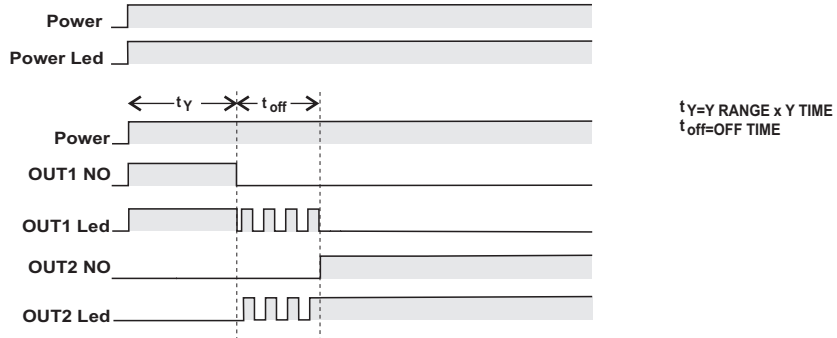 Power
Power Led
tY toff
tY=Y RANGE x Y TIME
toff=OFF TIME
Power
OUT1 NO
OUT1 Led
OUT2 NO
OUT2 Led